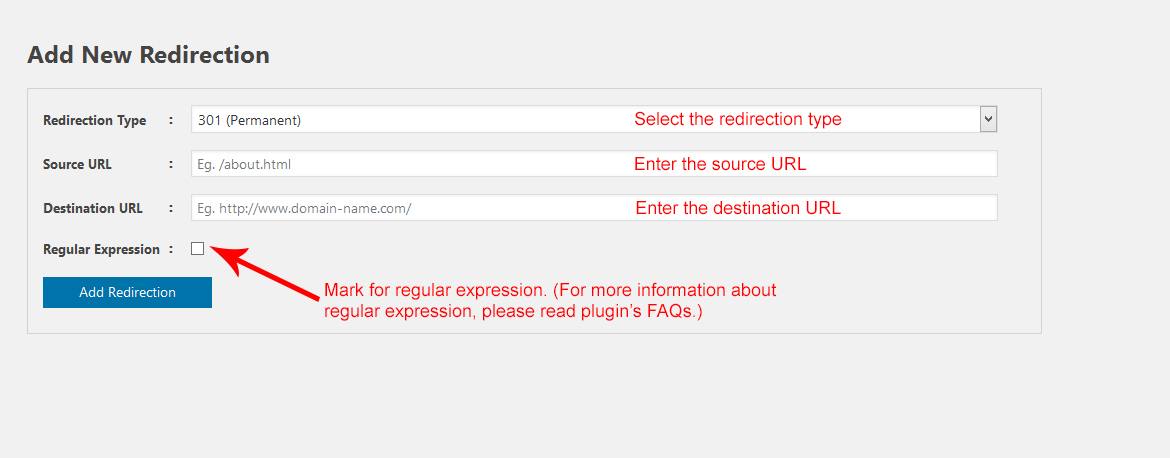 Add New Redirection
Redirection Type : 301 (Permanent) Select the redirection type
Source URL : Eg. /about.html Enter the source URL
Destination URL : Eg. http://www.domain-name.com/ Enter the destination URL
Regular Expression :
Add Redirection
Mark for regular expression. (For more information about
regular expression, please read plugin’s FAQs.)